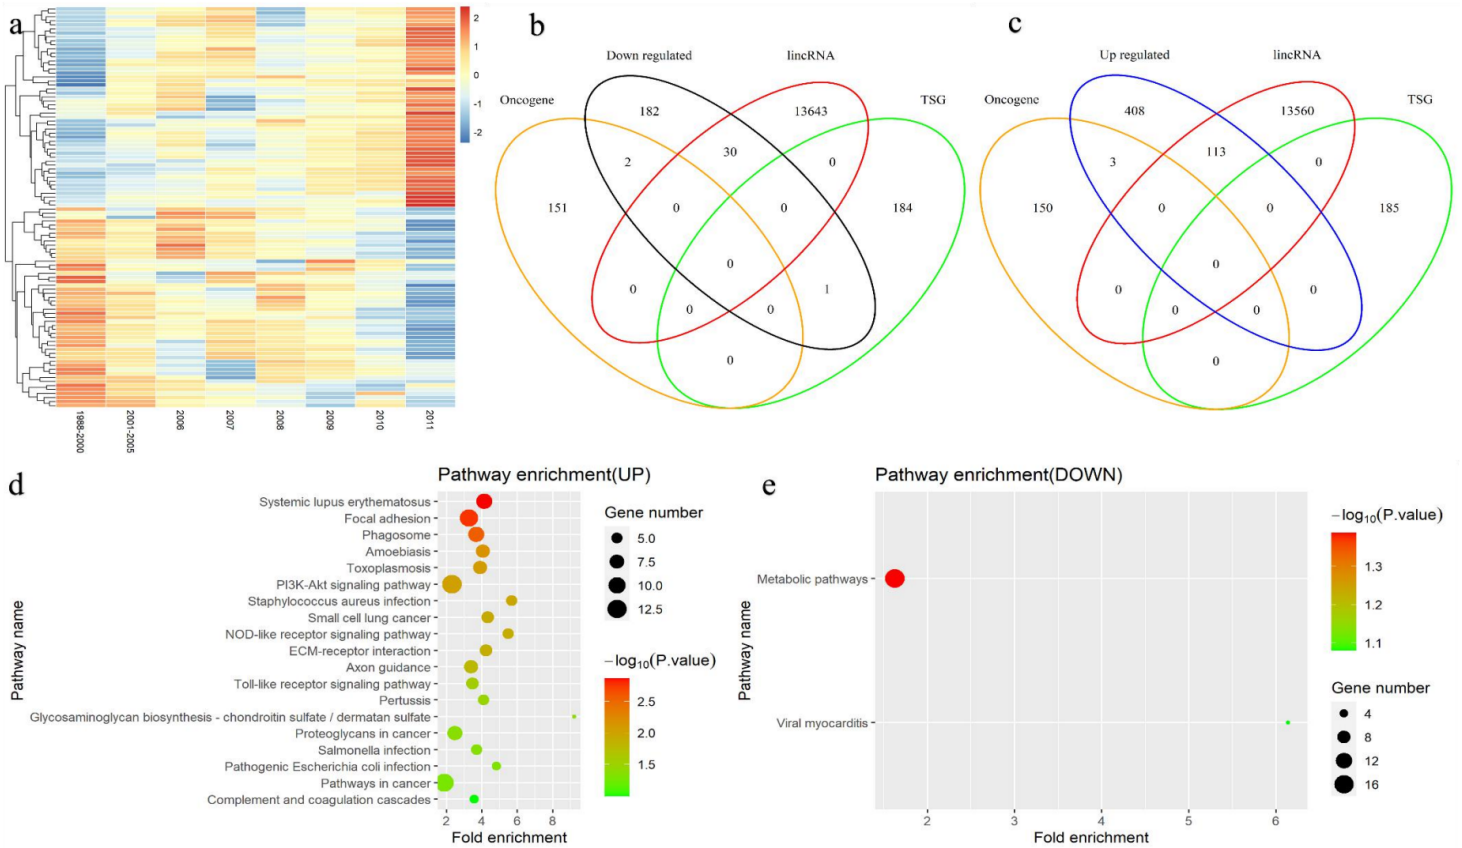 a
2
1
0
-1
-2
1988-2000
2001-2005
2006
2007
2008
2009
2010
2011
b
Down regulated
lincRNA
Oncogene
TSG
182
13643
2
30
0
151
0
0
184
0
0
1
0
0
0
c
Up regulated
lincRNA
Oncogene
TSG
408
13560
3
113
0
150
0
0
185
0
0
0
0
0
0
d
Pathway enrichment(UP)
Pathway name
Systemic lupus erythematosus
Focal adhesion
Phagosome
Amoebiasis
Toxoplasmosis
PI3K-Akt signaling pathway
Staphylococcus aureus infection
Small cell lung cancer
NOD-like receptor signaling pathway
ECM-receptor interaction
Axon guidance
Toll-like receptor signaling pathway
Pertussis
Glycosaminoglycan biosynthesis - chondroitin sulfate / dermatan sulfate
Proteoglycans in cancer
Salmonella infection
Pathogenic Escherichia coli infection
Pathways in cancer
Complement and coagulation cascades
2 4 6 8
Fold enrichment
Gene number
5.0
7.5
10.0
12.5
−log10(P.value)
2.5
2.0
1.5
e
Pathway enrichment(DOWN)
Pathway name
Metabolic pathways
Viral myocarditis
2 3 4 5 6
Fold enrichment
−log10(P.value)
1.3
1.2
1.1
Gene number
4
8
12
16